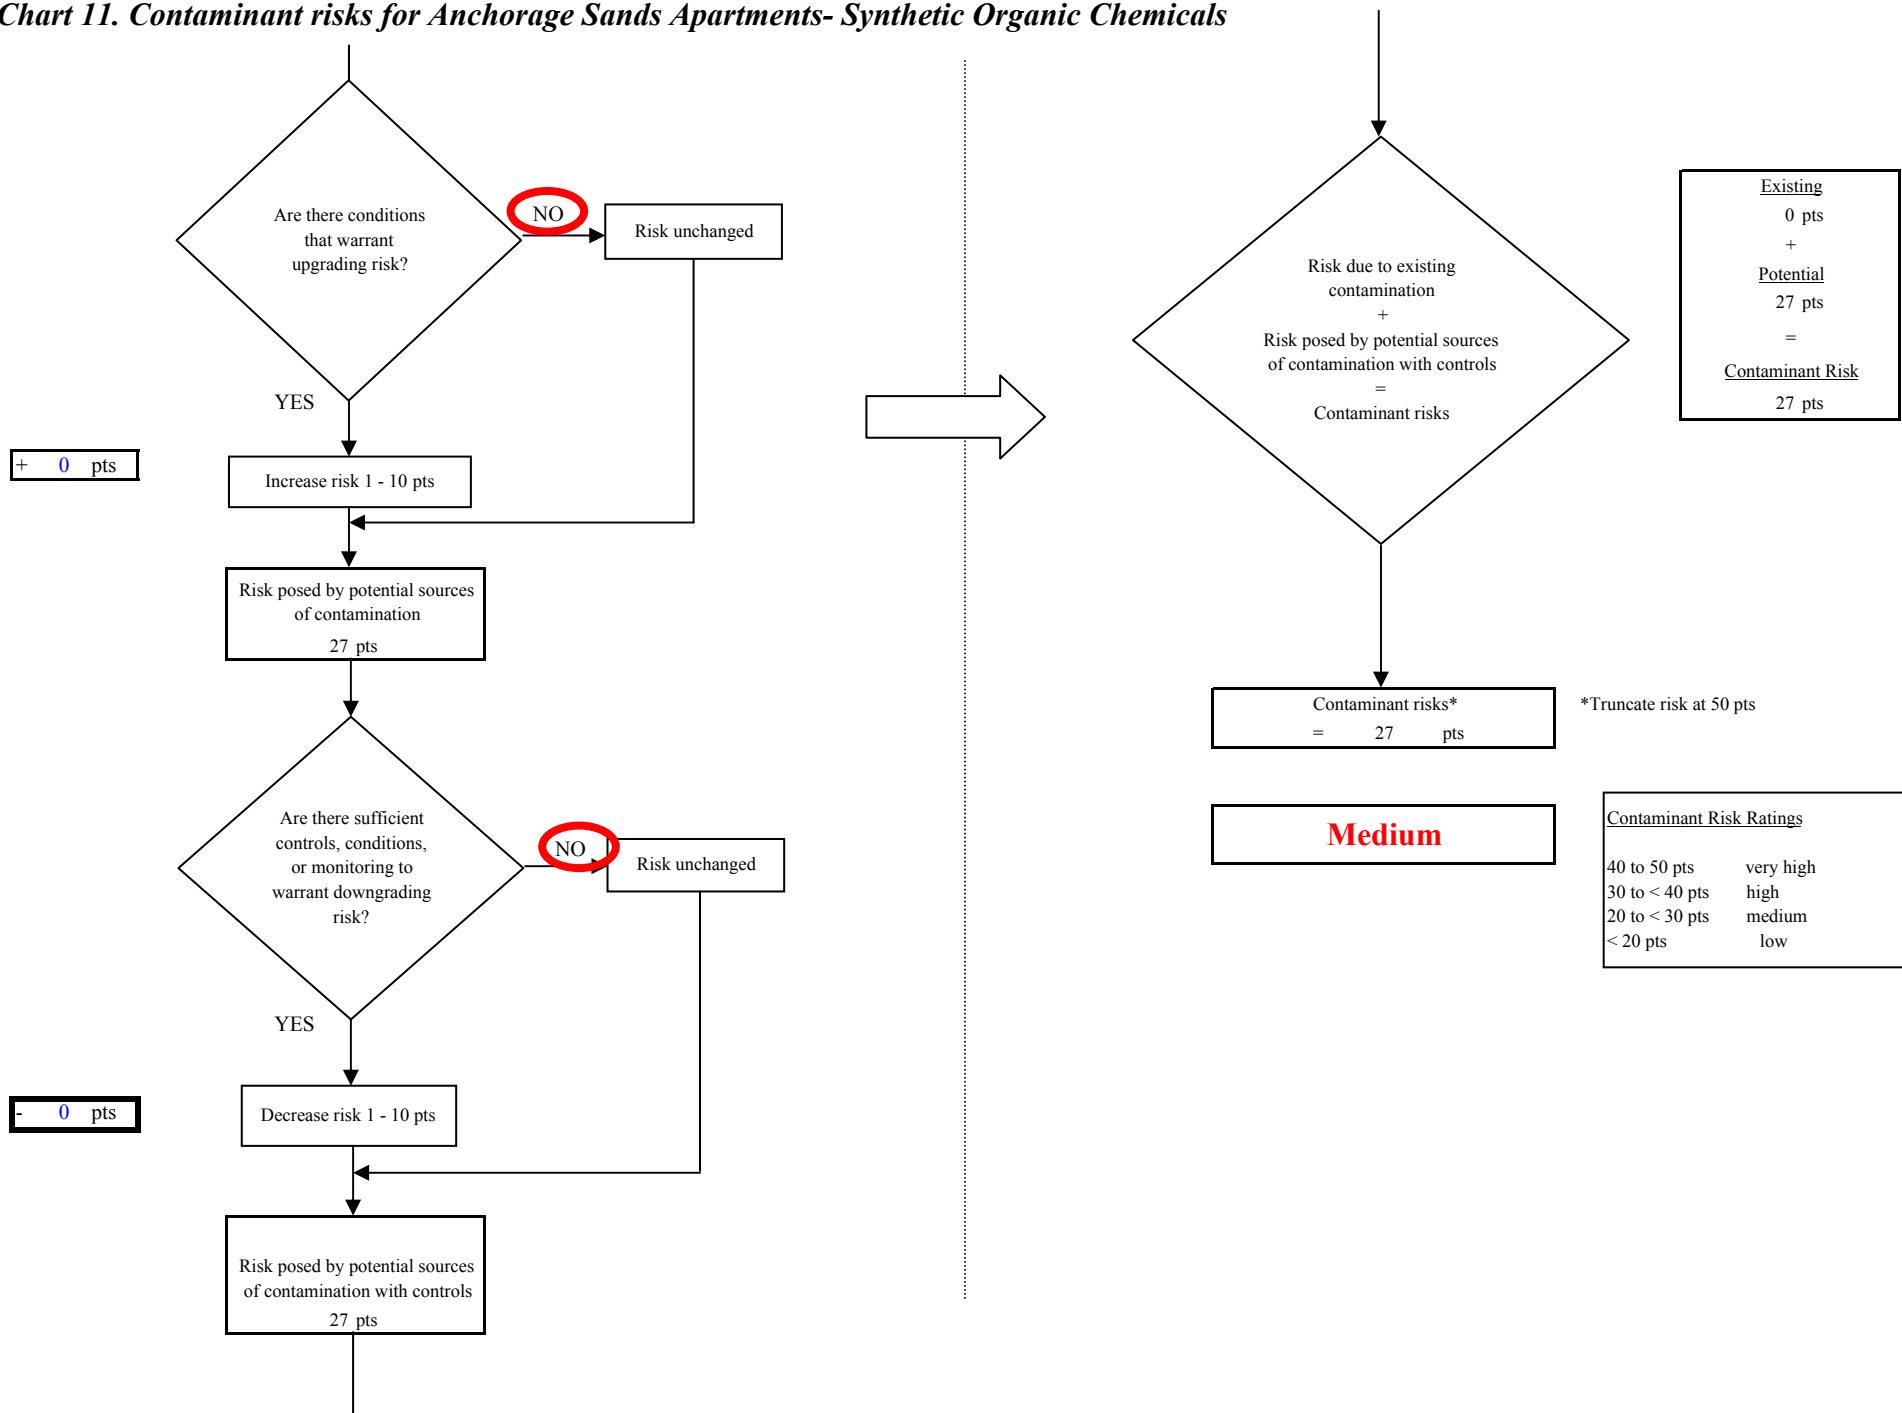 Chart 11. Contaminant risks for Anchorage Sands Apartments- Synthetic Organic Chemicals
Are there conditions
that warrant
upgrading risk?
NO
Risk unchanged
YES
+ 0 pts
Increase risk 1 - 10 pts
Risk posed by potential sources
of contamination
27 pts
Are there sufficient
controls, conditions,
or monitoring to
warrant downgrading
risk?
NO
Risk unchanged
YES
- 0 pts
Decrease risk 1 - 10 pts
Risk posed by potential sources
of contamination with controls
27 pts
Risk due to existing
contamination
+
Risk posed by potential sources
of contamination with controls
=
Contaminant risks
Existing
0 pts
+
Potential
27 pts
=
Contaminant Risk
27 pts
Contaminant risks*
= 27 pts
*Truncate risk at 50 pts
Medium
Contaminant Risk Ratings
40 to 50 pts very high
30 to < 40 pts high
20 to < 30 pts medium
< 20 pts low